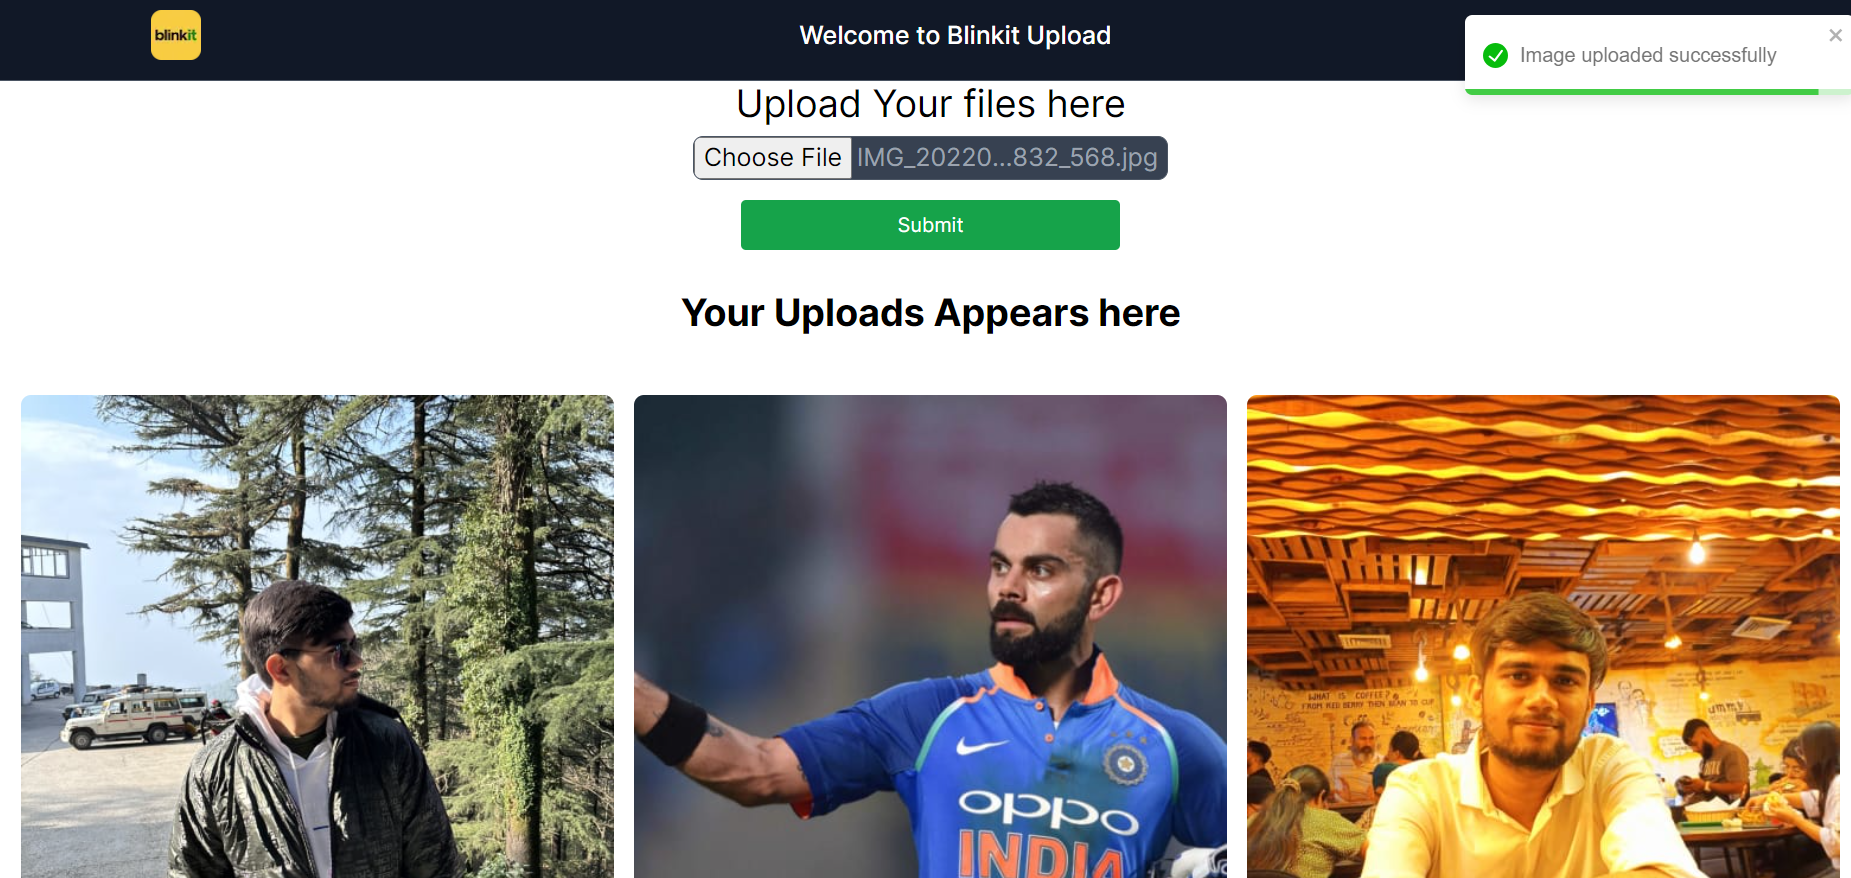 blinkit
Welcome to Blinkit Upload
Image uploaded successfully
Upload Your files here
Choose File IMG_20220...832_568.jpg
Submit
Your Uploads Appears here
oppo
INDIA
WHAT IS COFFEE?
FROM RED BERRY THEN BEAN TO CUP